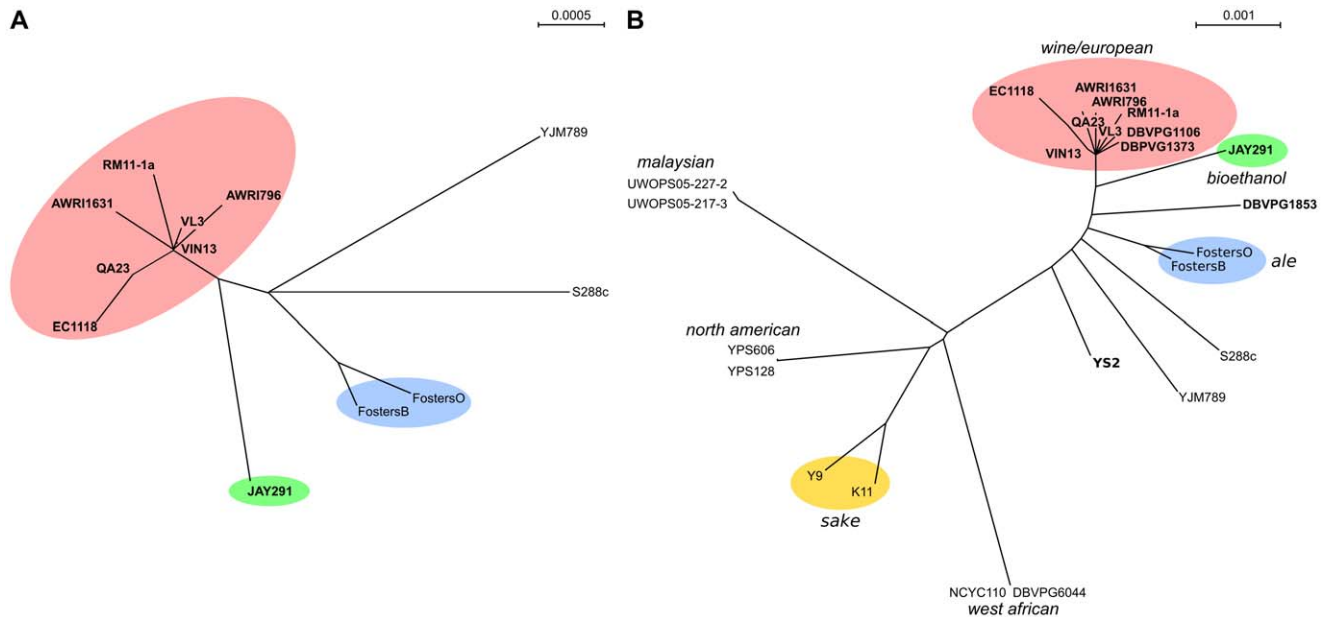 A
0.0005
YJM789
RM11-1a
AWRI1631
AWRI796
VL3
VIN13
QA23
S288c
EC1118
FostersO
FostersB
JAY291
B
0.001
wine/european
EC1118
AWRI1631
AWRI796
RM11-1a
QA23
VL3
DBVPG1106
DBPVG1373
VIN13
JAY291
bioethanol
malaysian
UWOPS05-227-2
UWOPS05-217-3
DBVPG1853
FostersO
FostersB
ale
north american
YPS606
YPS128
S288c
YS2
YJM789
Y9
K11
sake
NCYC110 DBVPG6044
west african